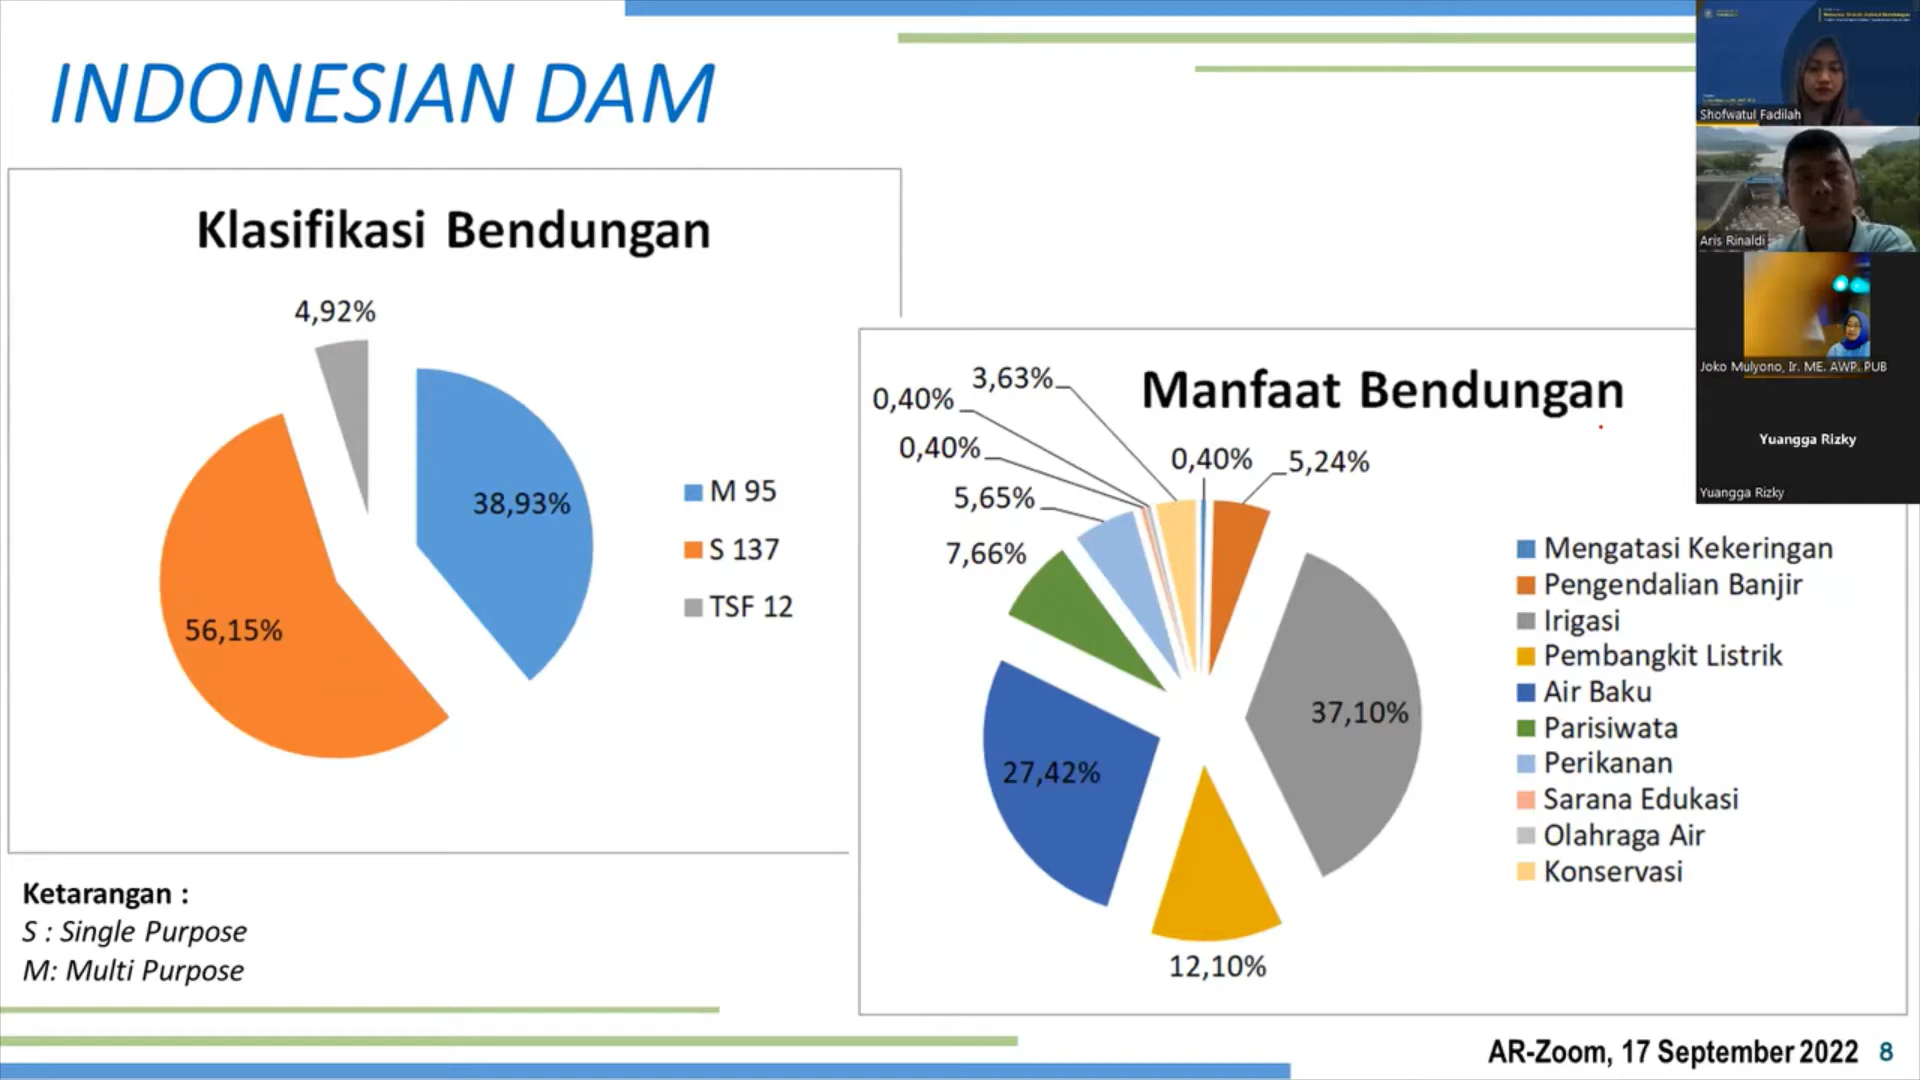 INDONESIAN DAM
Klasifikasi Bendungan
4,92%
38,93%
56,15%
M 95
S 137
TSF 12
Ketarangan :
S : Single Purpose
M: Multi Purpose
Manfaat Bendungan
3,63%
0,40%
0,40%
5,65%
7,66%
0,40%
5,24%
37,10%
27,42%
12,10%
Mengatasi Kekeringan
Pengendalian Banjir
Irigasi
Pembangkit Listrik
Air Baku
Parisiwata
Perikanan
Sarana Edukasi
Olahraga Air
Konservasi
Shofwatul Fadilah
Aris Rinaldi
Joko Mulyono, Ir. ME. AWP. PUB
Yuangga Rizky
Yuangga Rizky
AR-Zoom, 17 September 2022
8